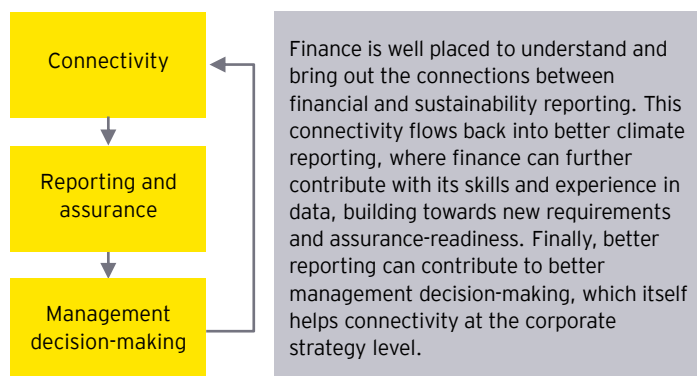 Connectivity
Reporting and
assurance
Management
decision-making
Finance is well placed to understand and
bring out the connections between
financial and sustainability reporting. This
connectivity flows back into better climate
reporting, where finance can further
contribute with its skills and experience in
data, building towards new requirements
and assurance-readiness. Finally, better
reporting can contribute to better
management decision-making, which itself
helps connectivity at the corporate
strategy level.